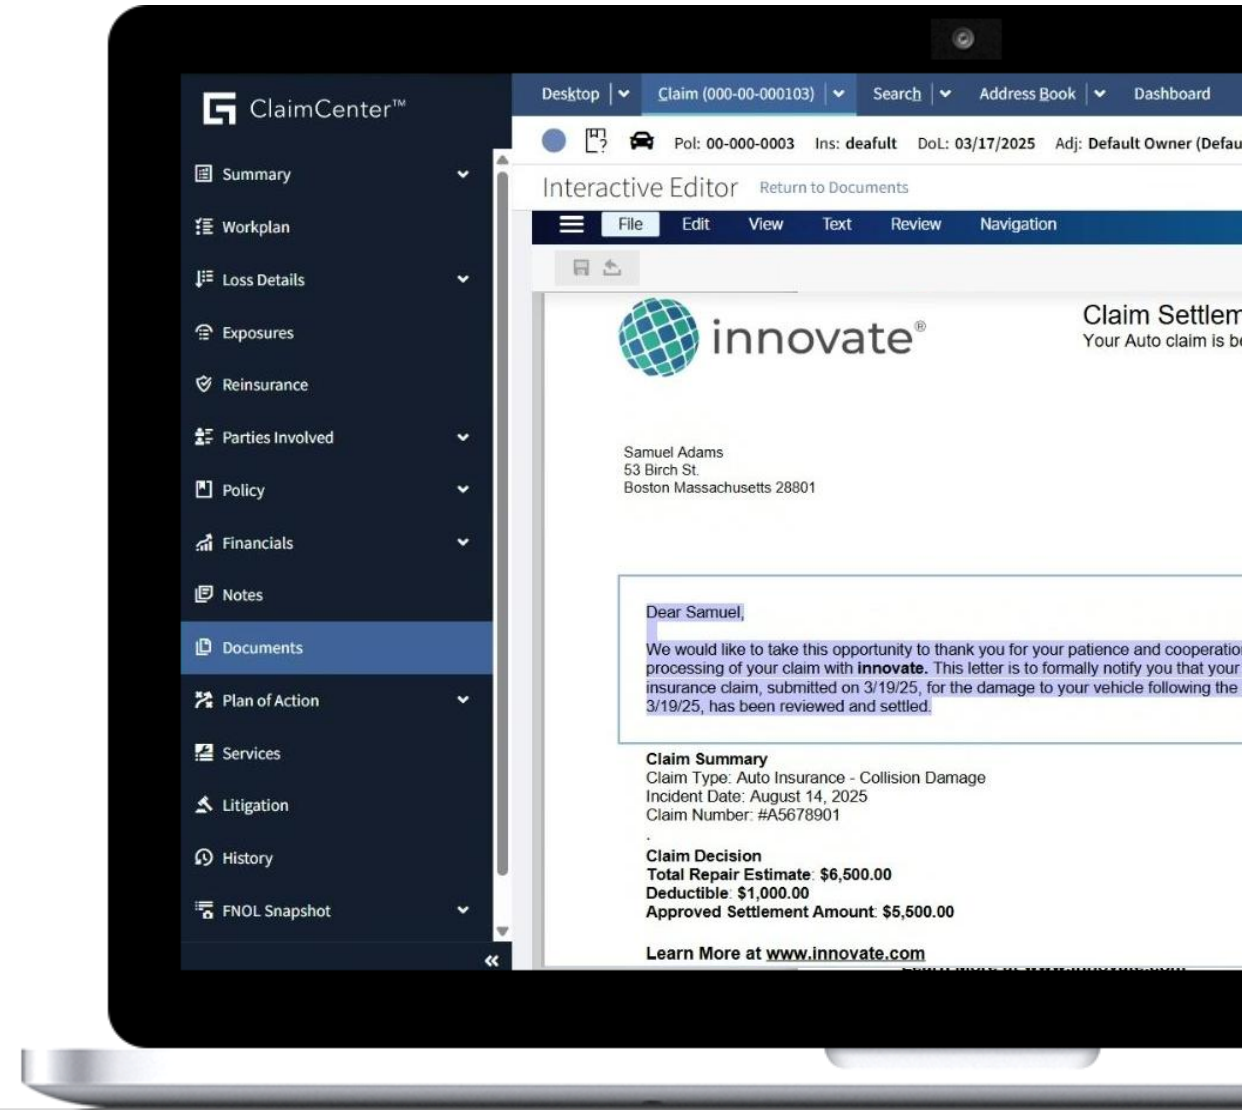 ClaimCenter™
Desktop
Claim (000-00-000103)
Search
Address Book
Dashboard
Pol: 00-000-0003 Ins: deafult DoL: 03/17/2025 Adj: Default Owner (Defau
Summary
Workplan
Loss Details
Exposures
Reinsurance
Parties Involved
Policy
Financials
Notes
Documents
Plan of Action
Services
Litigation
History
FNOL Snapshot
Interactive Editor Return to Documents
File Edit View Text Review Navigation
innovate®
Claim Settlem
Your Auto claim is be
Samuel Adams
53 Birch St.
Boston Massachusetts 28801
Dear Samuel,
We would like to take this opportunity to thank you for your patience and cooperation
processing of your claim with innovate. This letter is to formally notify you that your
insurance claim, submitted on 3/19/25, for the damage to your vehicle following the
3/19/25, has been reviewed and settled.
Claim Summary
Claim Type: Auto Insurance - Collision Damage
Incident Date: August 14, 2025
Claim Number: #A5678901
.
Claim Decision
Total Repair Estimate: $6,500.00
Deductible: $1,000.00
Approved Settlement Amount: $5,500.00
Learn More at www.innovate.com